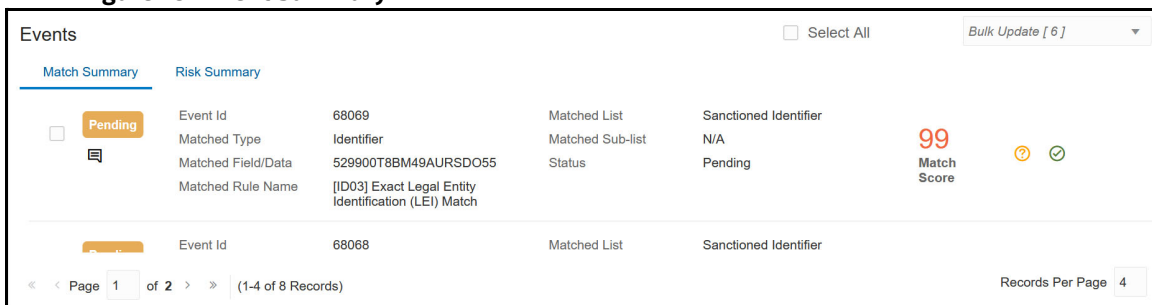 Events
Select All
Bulk Update [ 6 ]
Match Summary
Risk Summary
Pending
Event Id 68069 Matched List Sanctioned Identifier
Matched Type Identifier Matched Sub-list N/A
Matched Field/Data 529900T8BM49AURSDO55 Status Pending
Matched Rule Name [ID03] Exact Legal Entity
Identification (LEI) Match
99
Match
Score
Event Id 68068 Matched List Sanctioned Identifier
« < Page 1 of 2 > » (1-4 of 8 Records)
Records Per Page 4